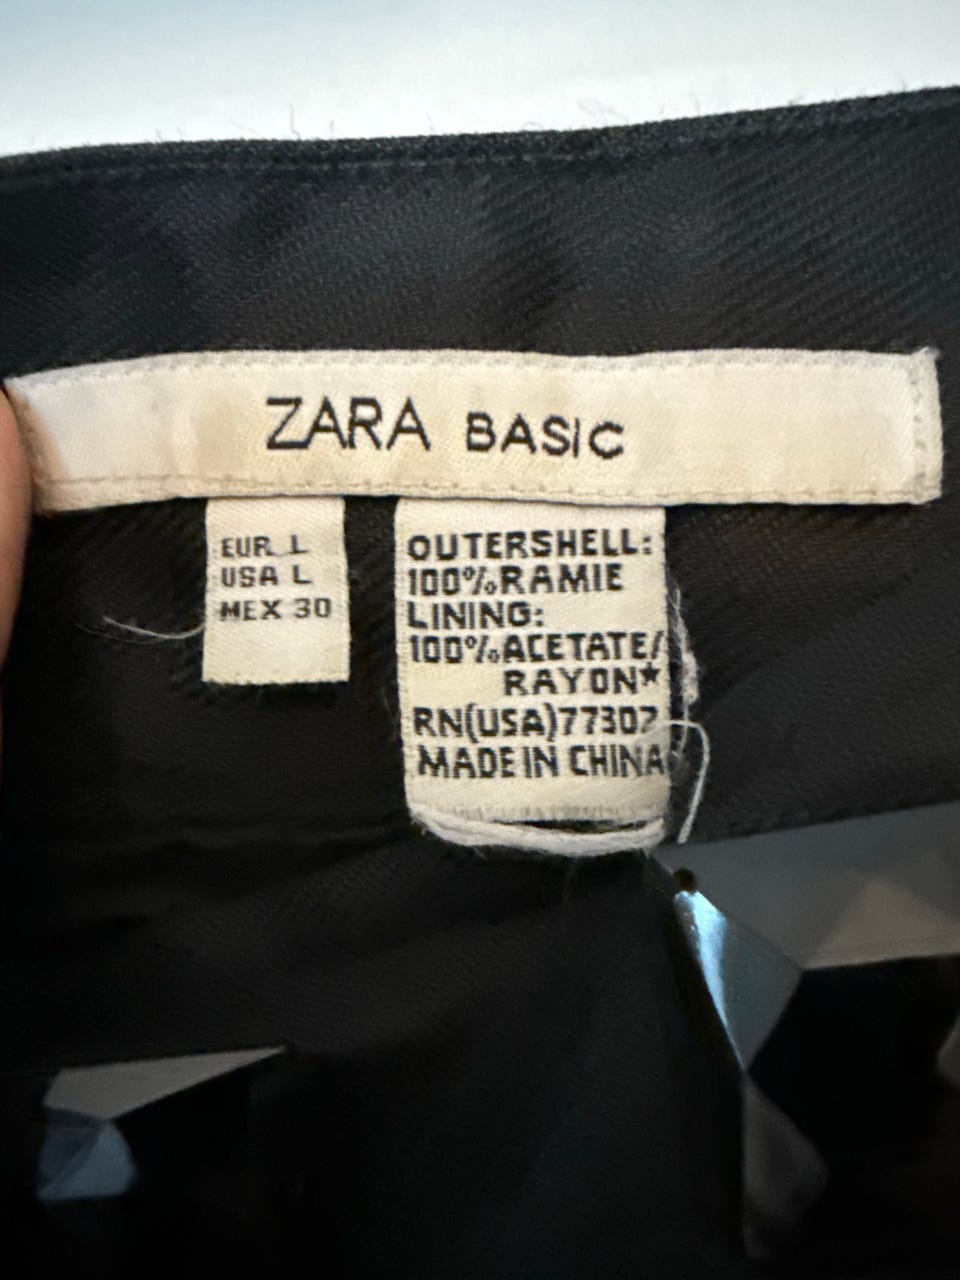 ZARA BASIC
EUR L
USA L
MEX 30
OUTERSHELL:
100%RAMIE
LINING:
100%ACETATE/
RAYON*
RN(USA)77302
MADE IN CHINA